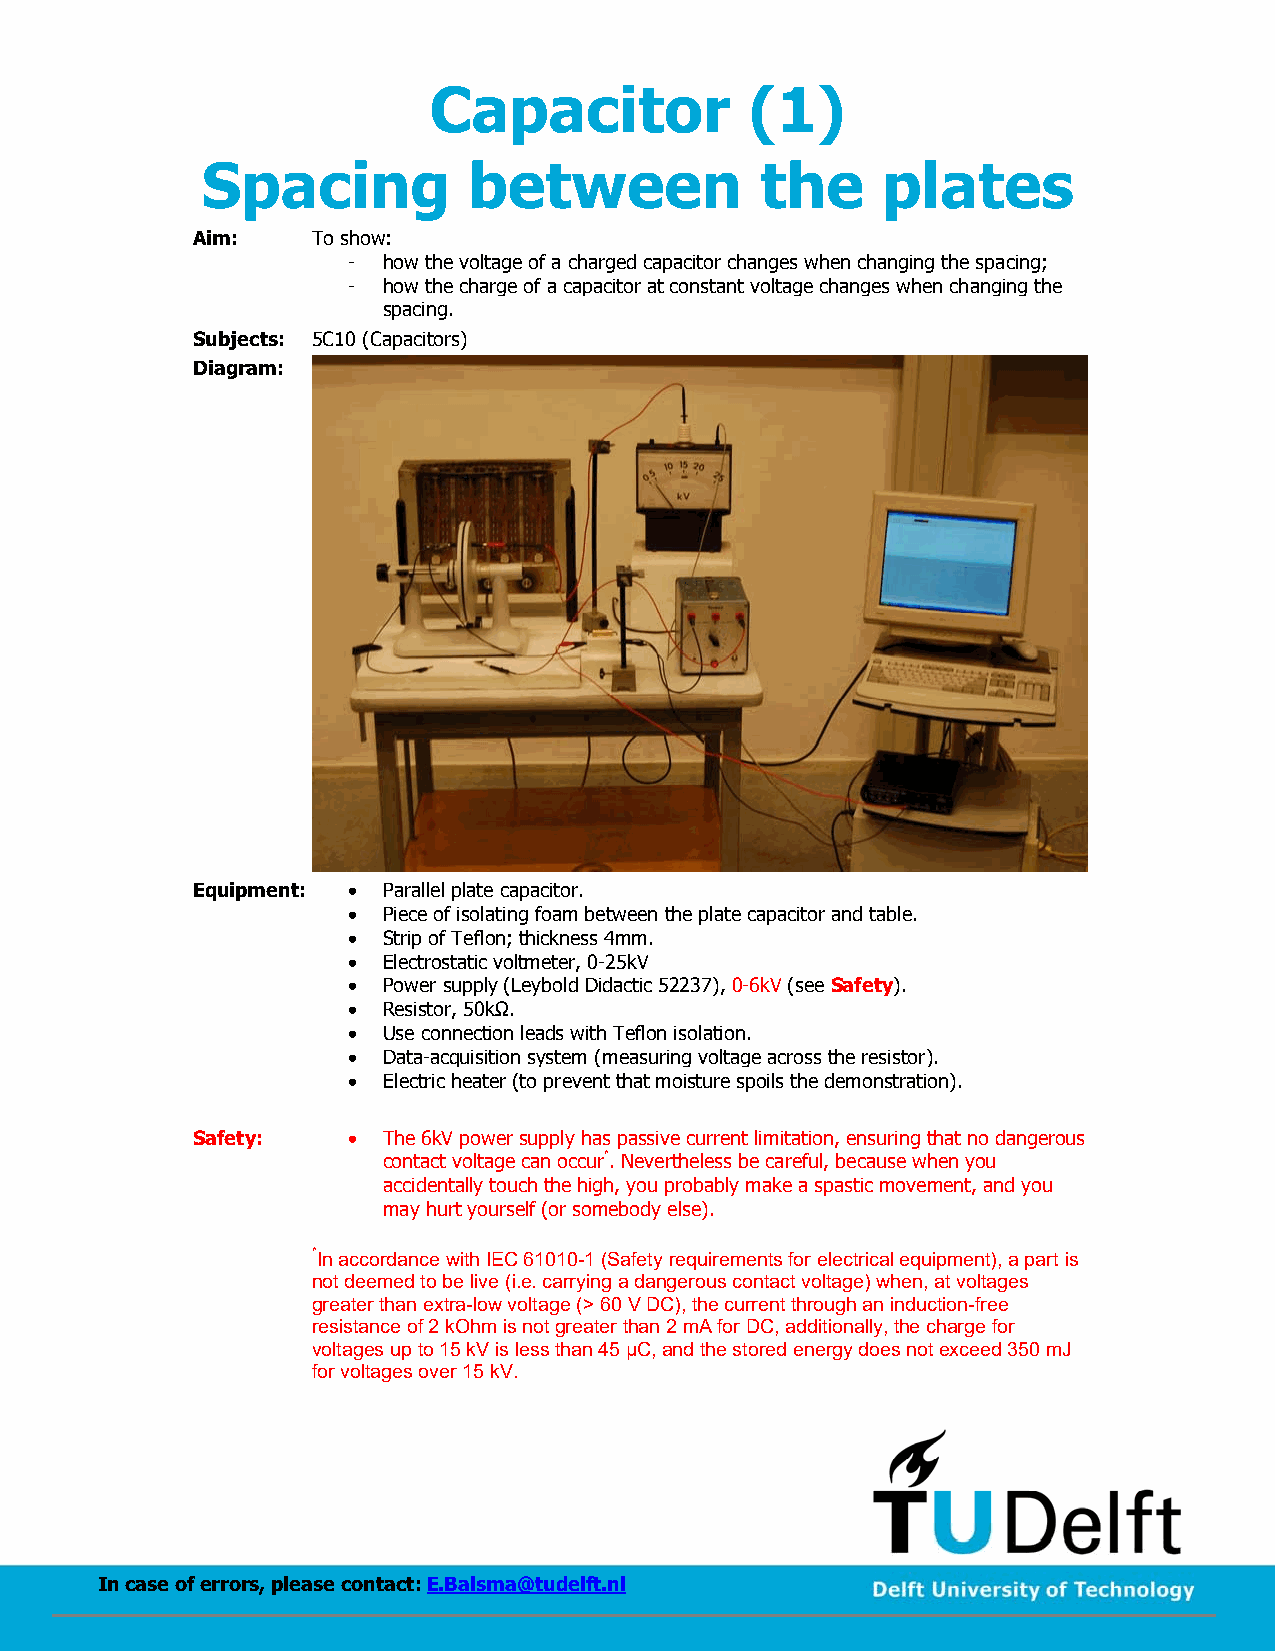 Capacitor (1)
Spacing between the plates
Aim: To show:
- how the voltage of a charged capacitor changes when changing the spacing;
- how the charge of a capacitor at constant voltage changes when changing the
spacing.
Subjects: 5C10 (Capacitors)
Diagram:
0.5 10 15 20 25
kV
Equipment: • Parallel plate capacitor.
• Piece of isolating foam between the plate capacitor and table.
• Strip of Teflon; thickness 4mm.
• Electrostatic voltmeter, 0-25kV
• Power supply (Leybold Didactic 52237), 0-6kV (see Safety).
• Resistor, 50kΩ.
• Use connection leads with Teflon isolation.
• Data-acquisition system (measuring voltage across the resistor).
• Electric heater (to prevent that moisture spoils the demonstration).
Safety: • The 6kV power supply has passive current limitation, ensuring that no dangerous
contact voltage can occur*. Nevertheless be careful, because when you
accidentally touch the high, you probably make a spastic movement, and you
may hurt yourself (or somebody else).
*In accordance with IEC 61010-1 (Safety requirements for electrical equipment), a part is
not deemed to be live (i.e. carrying a dangerous contact voltage) when, at voltages
greater than extra-low voltage (> 60 V DC), the current through an induction-free
resistance of 2 kOhm is not greater than 2 mA for DC, additionally, the charge for
voltages up to 15 kV is less than 45 µC, and the stored energy does not exceed 350 mJ
for voltages over 15 kV.
TUDelft
In case of errors, please contact: E.Balsma@tudelft.nl
Delft University of Technology